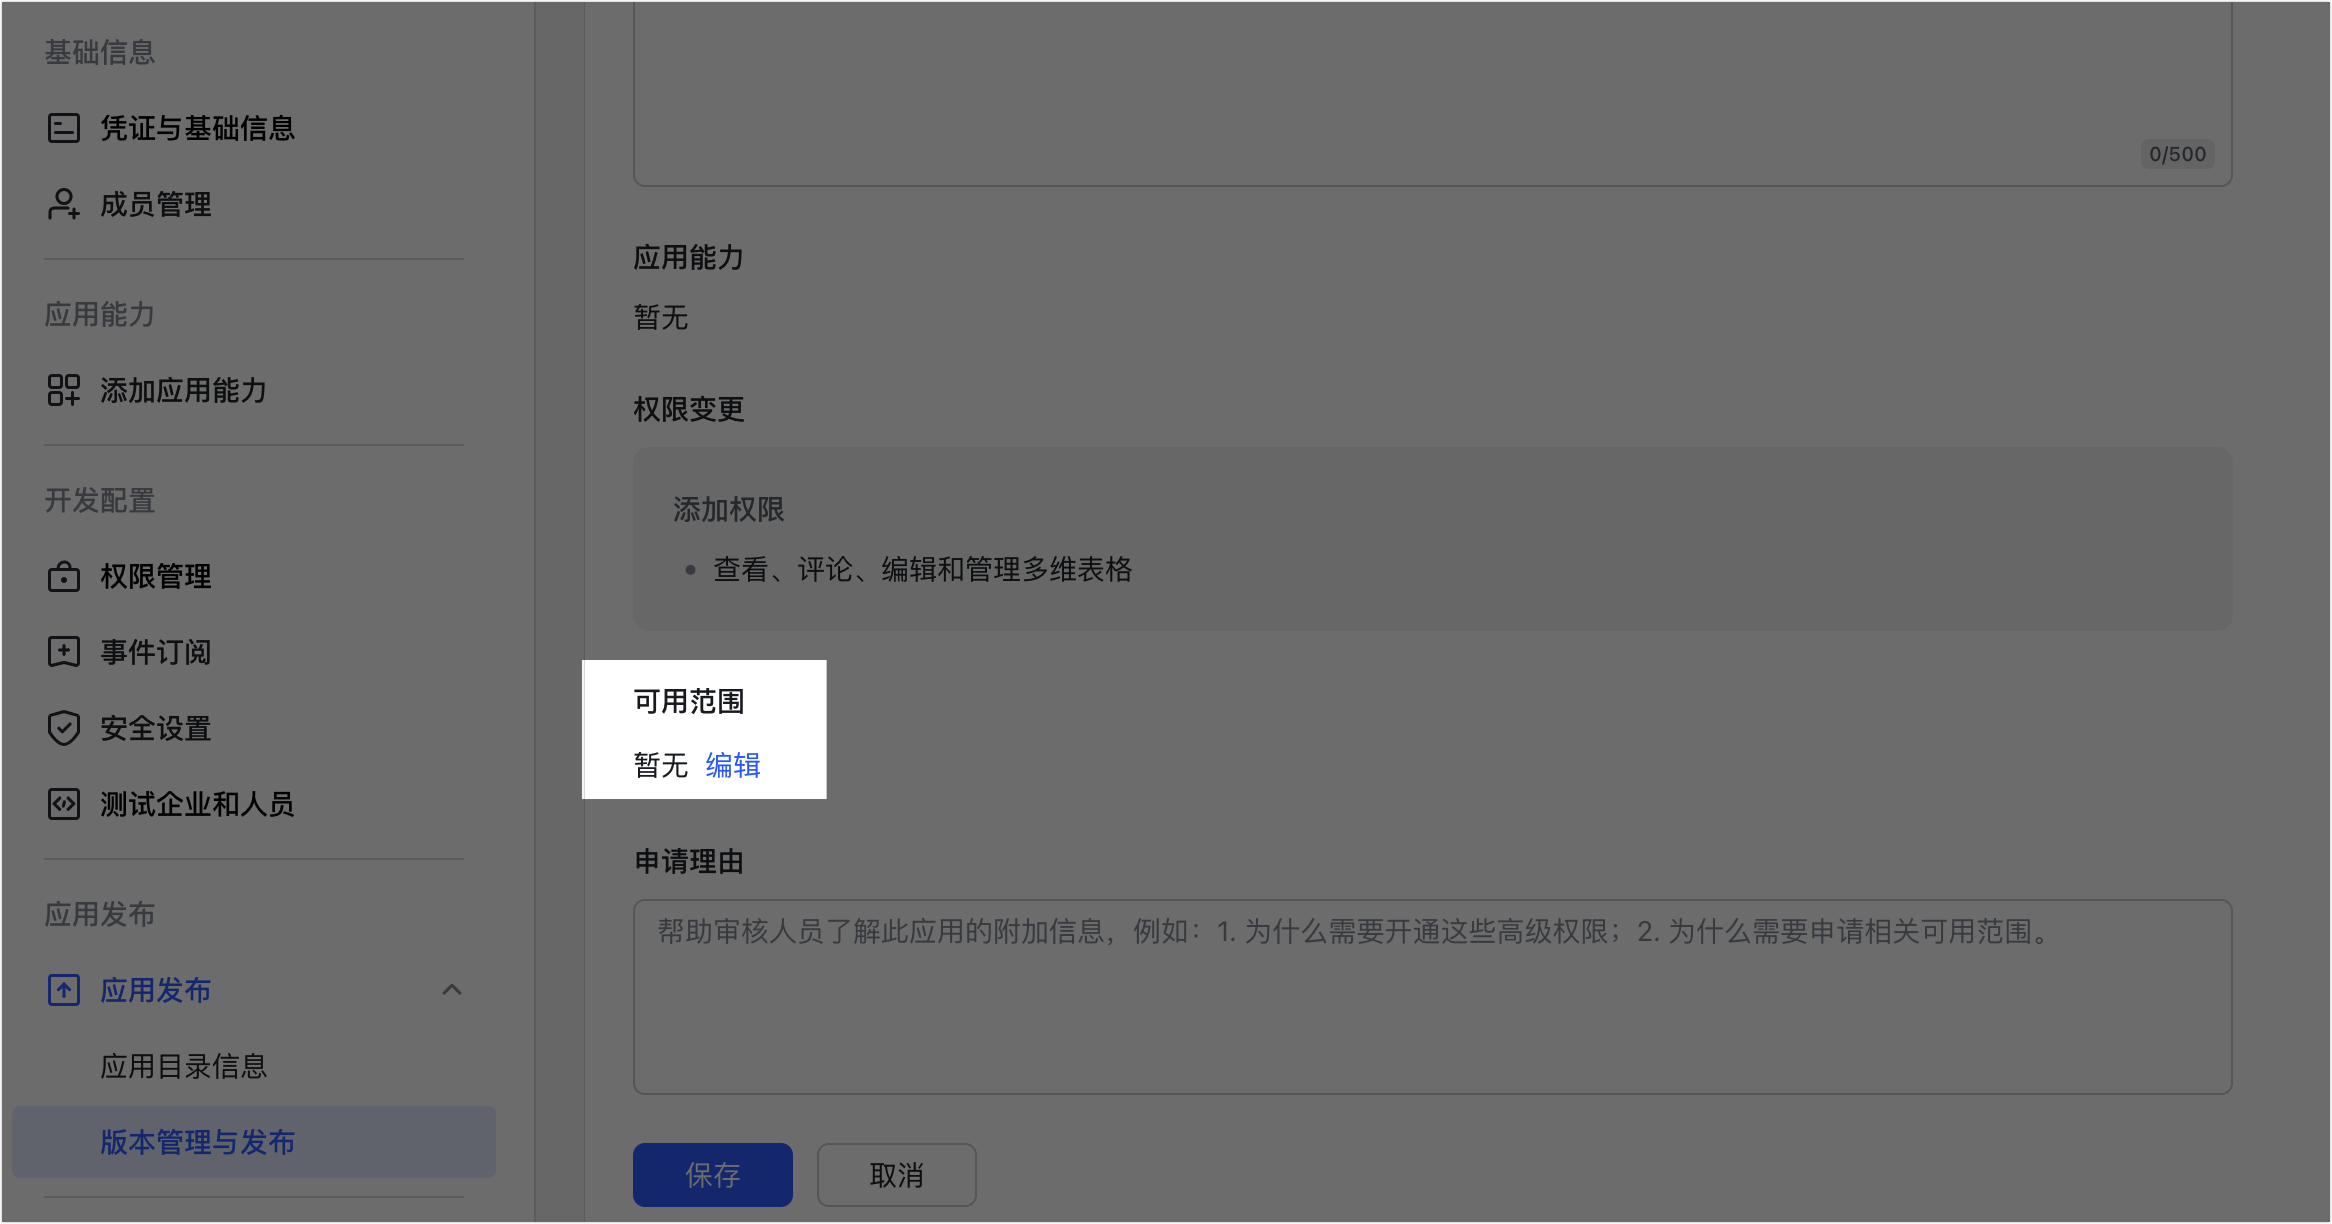 基础信息
凭证与基础信息
成员管理
应用能力
添加应用能力
开发配置
权限管理
事件订阅
安全设置
测试企业和人员
应用发布
应用发布
应用目录信息
版本管理与发布
0/500
应用能力
暂无
权限变更
添加权限
查看、评论、编辑和管理多维表格
可用范围
暂无 编辑
申请理由
帮助审核人员了解此应用的附加信息，例如：1. 为什么需要开通这些高级权限；2. 为什么需要申请相关可用范围。
保存 取消